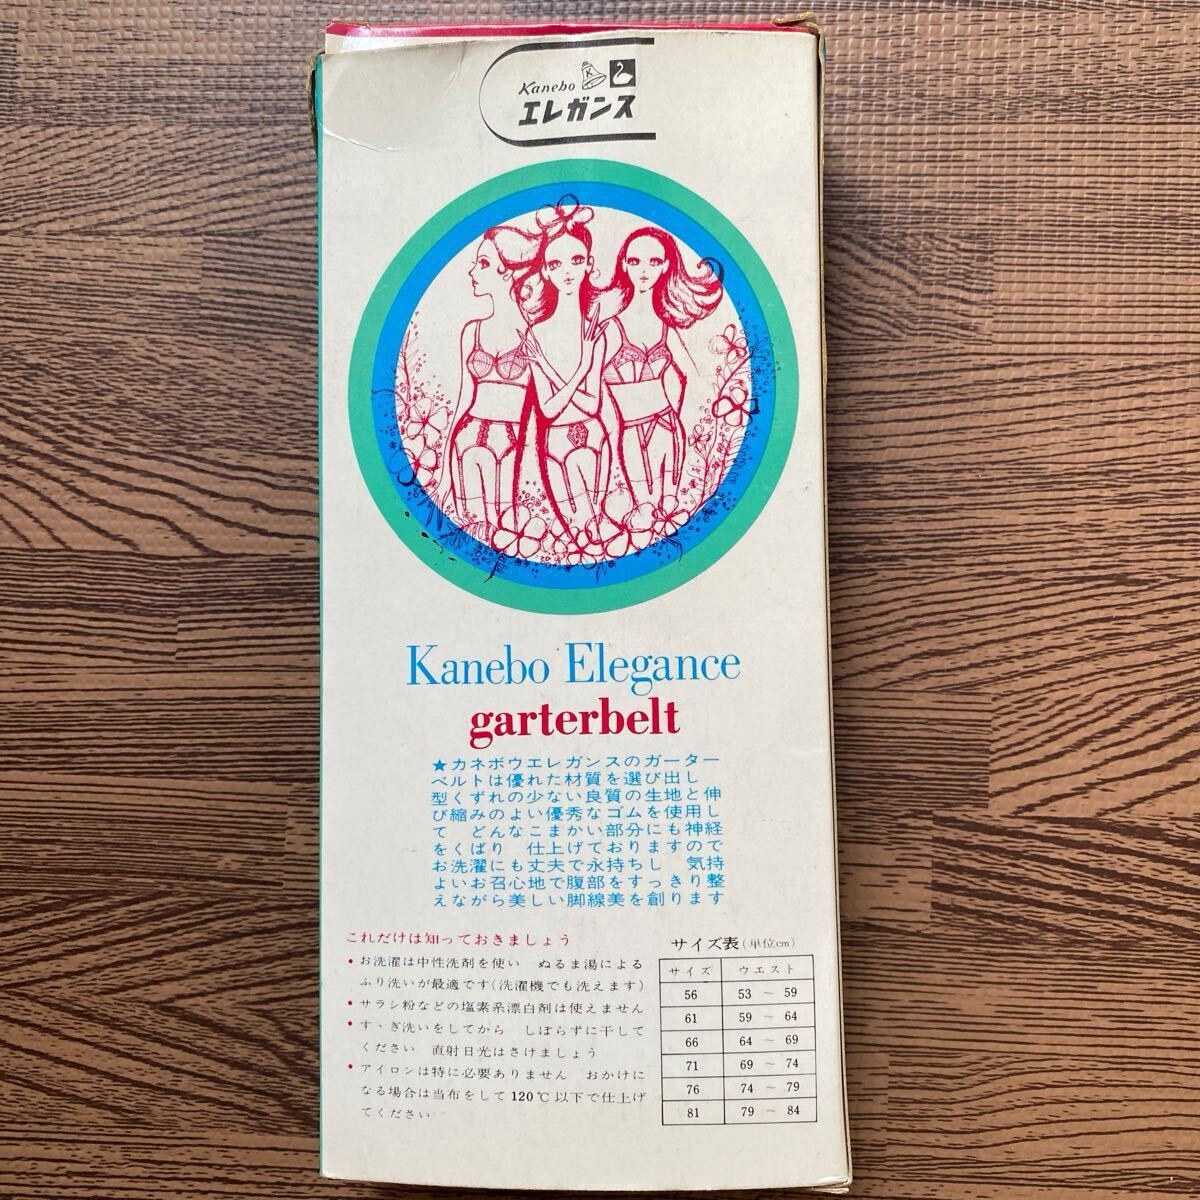 Kanebo
K
エレガンス
Kanebo Elegance
garterbelt
★カネボウエレガンスのガーター
ベルトは優れた材質を選び出し
型くずれの少ない良質の生地と伸
び縮みのよい優秀なゴムを使用し
て　どんなこまかい部分にも神経
をくばり　仕上げておりますので
お洗濯にも丈夫で永持ちし　気持
よいお召心地で腹部をすっきり整
えながら美しい脚線美を創ります
これだけは知っておきましょう
• お洗濯は中性洗剤を使い　ぬるま湯による
ふり洗いが最適です(洗濯機でも洗えます)
• サラシ粉などの塩素系漂白剤は使えません
• すゝぎ洗いをしてから　しぼらずに干して
ください　直射日光はさけましょう
• アイロンは特に必要ありません　おかけに
なる場合は当布をして120℃以下で仕上げ
てください
サイズ表(単位cm)
サイズ ウエスト
56 53 ～ 59
61 59 ～ 64
66 64 ～ 69
71 69 ～ 74
76 74 ～ 79
81 79 ～ 84